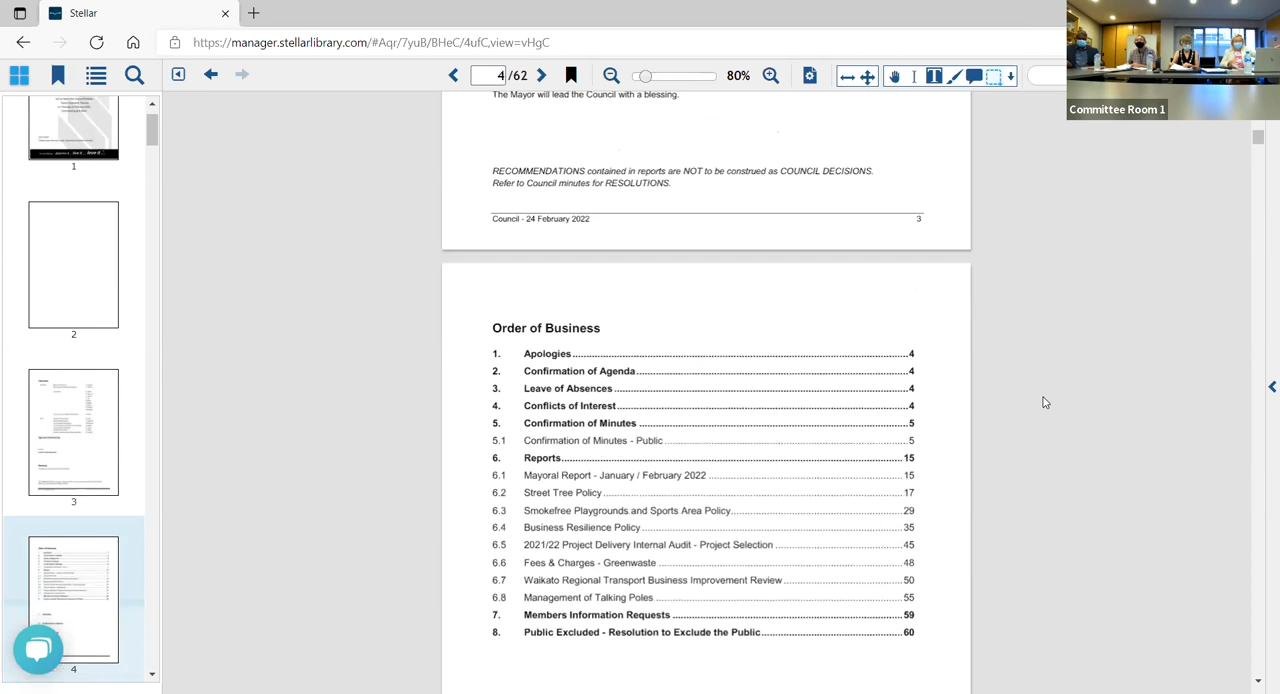 Stellar
https://manager.stellarlibrary.com/#Aqr/7yuB/BHeC/4ufC,view=vHgC
4 /62
80%
Committee Room 1
1
2
3
4
The Mayor will lead the Council with a blessing.
RECOMMENDATIONS contained in reports are NOT to be construed as COUNCIL DECISIONS.
Refer to Council minutes for RESOLUTIONS.
Council - 24 February 2022 3
Order of Business
1. Apologies 4
2. Confirmation of Agenda 4
3. Leave of Absences 4
4. Conflicts of Interest 4
5. Confirmation of Minutes 5
5.1 Confirmation of Minutes - Public 5
6. Reports 15
6.1 Mayoral Report - January / February 2022 15
6.2 Street Tree Policy 17
6.3 Smokefree Playgrounds and Sports Area Policy 29
6.4 Business Resilience Policy 35
6.5 2021/22 Project Delivery Internal Audit - Project Selection 45
6.6 Fees & Charges - Greenwaste 48
6.7 Waikato Regional Transport Business Improvement Review 50
6.8 Management of Talking Poles 55
7. Members Information Requests 59
8. Public Excluded - Resolution to Exclude the Public 60